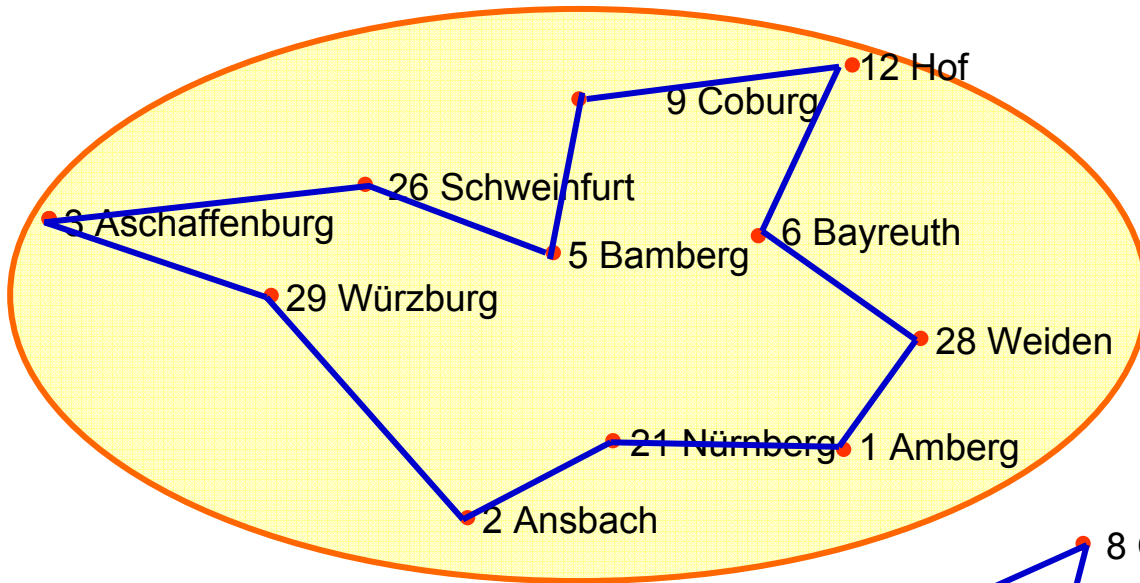 12 Hof
9 Coburg
26 Schweinfurt
3 Aschaffenburg
6 Bayreuth
5 Bamberg
29 Würzburg
28 Weiden
21 Nürnberg
1 Amberg
2 Ansbach
8